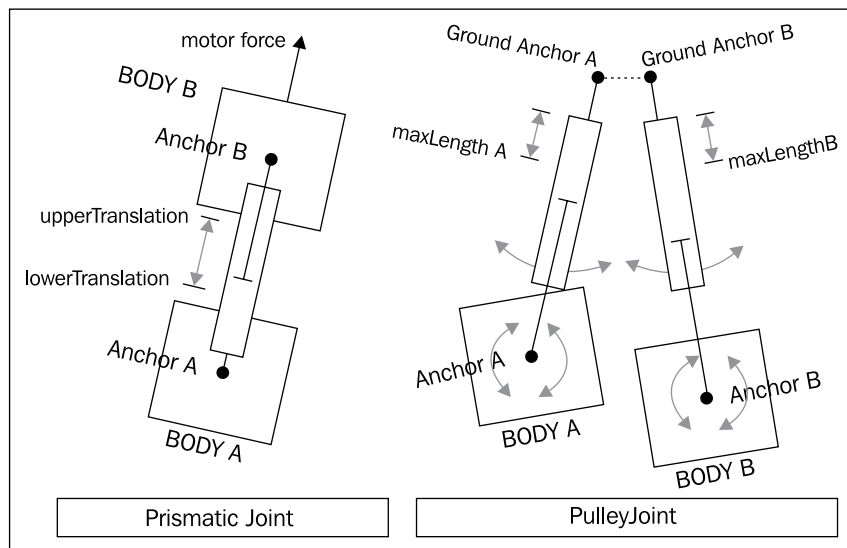 motor force
BODY B
Anchor B
upperTranslation
lowerTranslation
Anchor A
BODY A
Prismatic Joint
Ground Anchor A
Ground Anchor B
maxLength A
maxLengthB
Anchor A
Anchor B
BODY A
BODY B
PulleyJoint